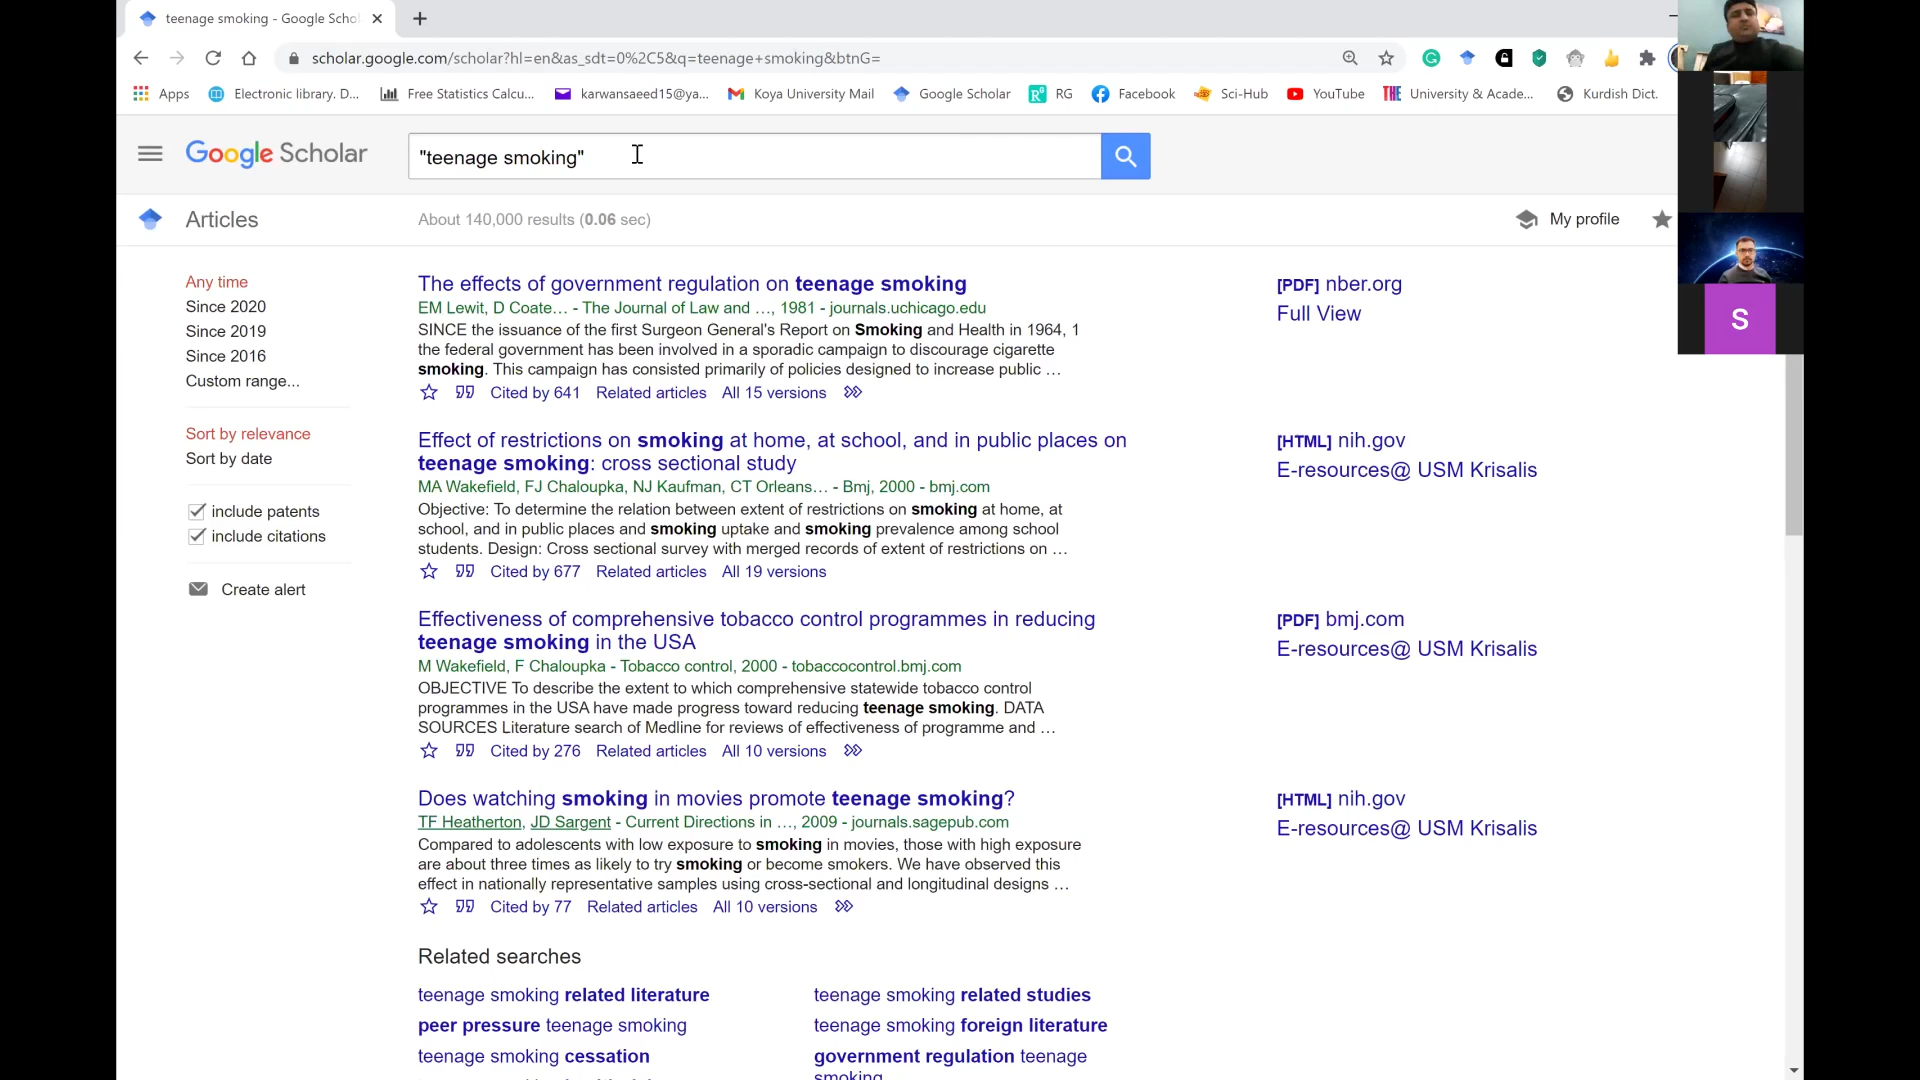 teenage smoking - Google Schol
scholar.google.com/scholar?hl=en&as_sdt=0%2C5&q=teenage+smoking&btnG=
Apps Electronic library. D... Free Statistics Calcu... karwansaeed15@ya... Koya University Mail Google Scholar RG Facebook Sci-Hub YouTube THE University & Acade... Kurdish Dict.
Google Scholar
"teenage smoking"
Articles
About 140,000 results (0.06 sec)
My profile
Any time
Since 2020
Since 2019
Since 2016
Custom range...
Sort by relevance
Sort by date
include patents
include citations
Create alert
The effects of government regulation on teenage smoking
EM Lewit, D Coate… - The Journal of Law and …, 1981 - journals.uchicago.edu
SINCE the issuance of the first Surgeon General's Report on Smoking and Health in 1964, 1
the federal government has been involved in a sporadic campaign to discourage cigarette
smoking. This campaign has consisted primarily of policies designed to increase public …
Cited by 641 Related articles All 15 versions
[PDF] nber.org
Full View
Effect of restrictions on smoking at home, at school, and in public places on
teenage smoking: cross sectional study
MA Wakefield, FJ Chaloupka, NJ Kaufman, CT Orleans… - Bmj, 2000 - bmj.com
Objective: To determine the relation between extent of restrictions on smoking at home, at
school, and in public places and smoking uptake and smoking prevalence among school
students. Design: Cross sectional survey with merged records of extent of restrictions on …
Cited by 677 Related articles All 19 versions
[HTML] nih.gov
E-resources@ USM Krisalis
Effectiveness of comprehensive tobacco control programmes in reducing
teenage smoking in the USA
M Wakefield, F Chaloupka - Tobacco control, 2000 - tobaccocontrol.bmj.com
OBJECTIVE To describe the extent to which comprehensive statewide tobacco control
programmes in the USA have made progress toward reducing teenage smoking. DATA
SOURCES Literature search of Medline for reviews of effectiveness of programme and …
Cited by 276 Related articles All 10 versions
[PDF] bmj.com
E-resources@ USM Krisalis
Does watching smoking in movies promote teenage smoking?
TF Heatherton, JD Sargent - Current Directions in …, 2009 - journals.sagepub.com
Compared to adolescents with low exposure to smoking in movies, those with high exposure
are about three times as likely to try smoking or become smokers. We have observed this
effect in nationally representative samples using cross-sectional and longitudinal designs …
Cited by 77 Related articles All 10 versions
[HTML] nih.gov
E-resources@ USM Krisalis
Related searches
teenage smoking related literature
peer pressure teenage smoking
teenage smoking cessation
teenage smoking related studies
teenage smoking foreign literature
government regulation teenage
smoking
S